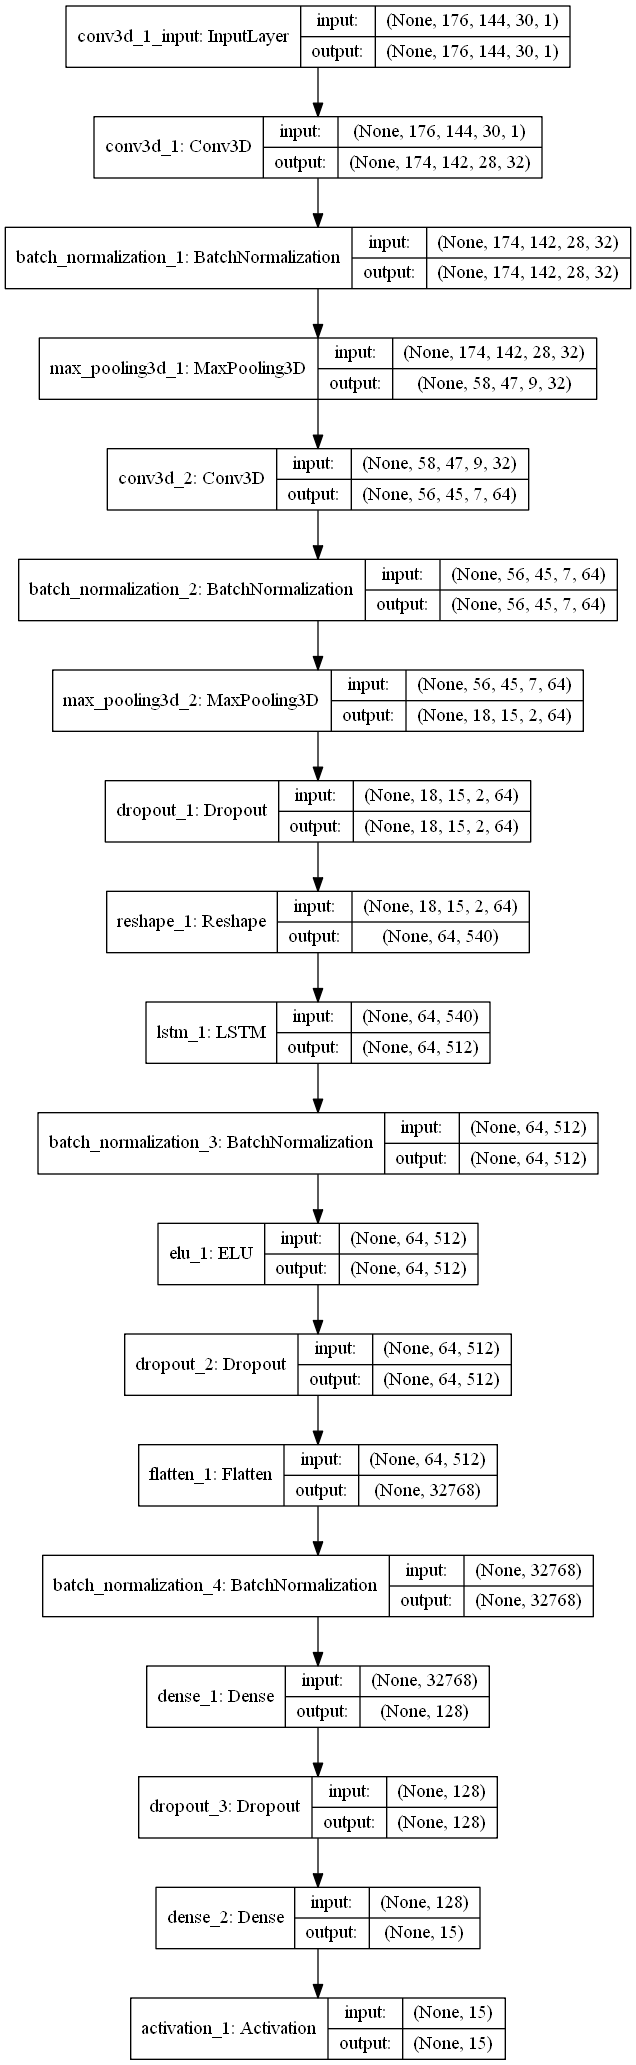 conv3d_1_input: InputLayer
input: (None, 176, 144, 30, 1)
output: (None, 176, 144, 30, 1)
conv3d_1: Conv3D
input: (None, 176, 144, 30, 1)
output: (None, 174, 142, 28, 32)
batch_normalization_1: BatchNormalization
input: (None, 174, 142, 28, 32)
output: (None, 174, 142, 28, 32)
max_pooling3d_1: MaxPooling3D
input: (None, 174, 142, 28, 32)
output: (None, 58, 47, 9, 32)
conv3d_2: Conv3D
input: (None, 58, 47, 9, 32)
output: (None, 56, 45, 7, 64)
batch_normalization_2: BatchNormalization
input: (None, 56, 45, 7, 64)
output: (None, 56, 45, 7, 64)
max_pooling3d_2: MaxPooling3D
input: (None, 56, 45, 7, 64)
output: (None, 18, 15, 2, 64)
dropout_1: Dropout
input: (None, 18, 15, 2, 64)
output: (None, 18, 15, 2, 64)
reshape_1: Reshape
input: (None, 18, 15, 2, 64)
output: (None, 64, 540)
lstm_1: LSTM
input: (None, 64, 540)
output: (None, 64, 512)
batch_normalization_3: BatchNormalization
input: (None, 64, 512)
output: (None, 64, 512)
elu_1: ELU
input: (None, 64, 512)
output: (None, 64, 512)
dropout_2: Dropout
input: (None, 64, 512)
output: (None, 64, 512)
flatten_1: Flatten
input: (None, 64, 512)
output: (None, 32768)
batch_normalization_4: BatchNormalization
input: (None, 32768)
output: (None, 32768)
dense_1: Dense
input: (None, 32768)
output: (None, 128)
dropout_3: Dropout
input: (None, 128)
output: (None, 128)
dense_2: Dense
input: (None, 128)
output: (None, 15)
activation_1: Activation
input: (None, 15)
output: (None, 15)